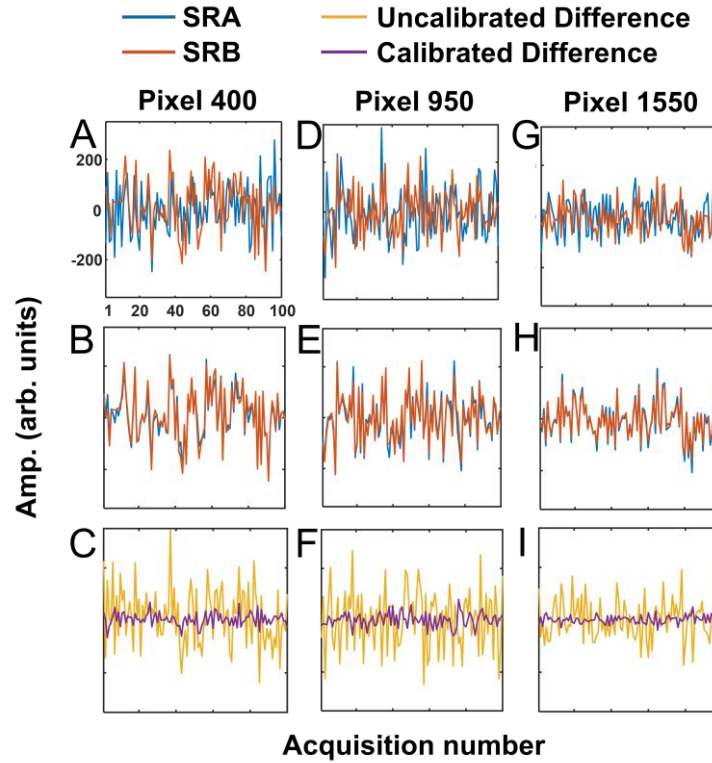 SRA Uncalibrated Difference
SRB Calibrated Difference
Pixel 400 Pixel 950 Pixel 1550
A D G
200
0
-200
1 20 40 60 80 100
B E H
Amp. (arb. units)
C F I
Acquisition number